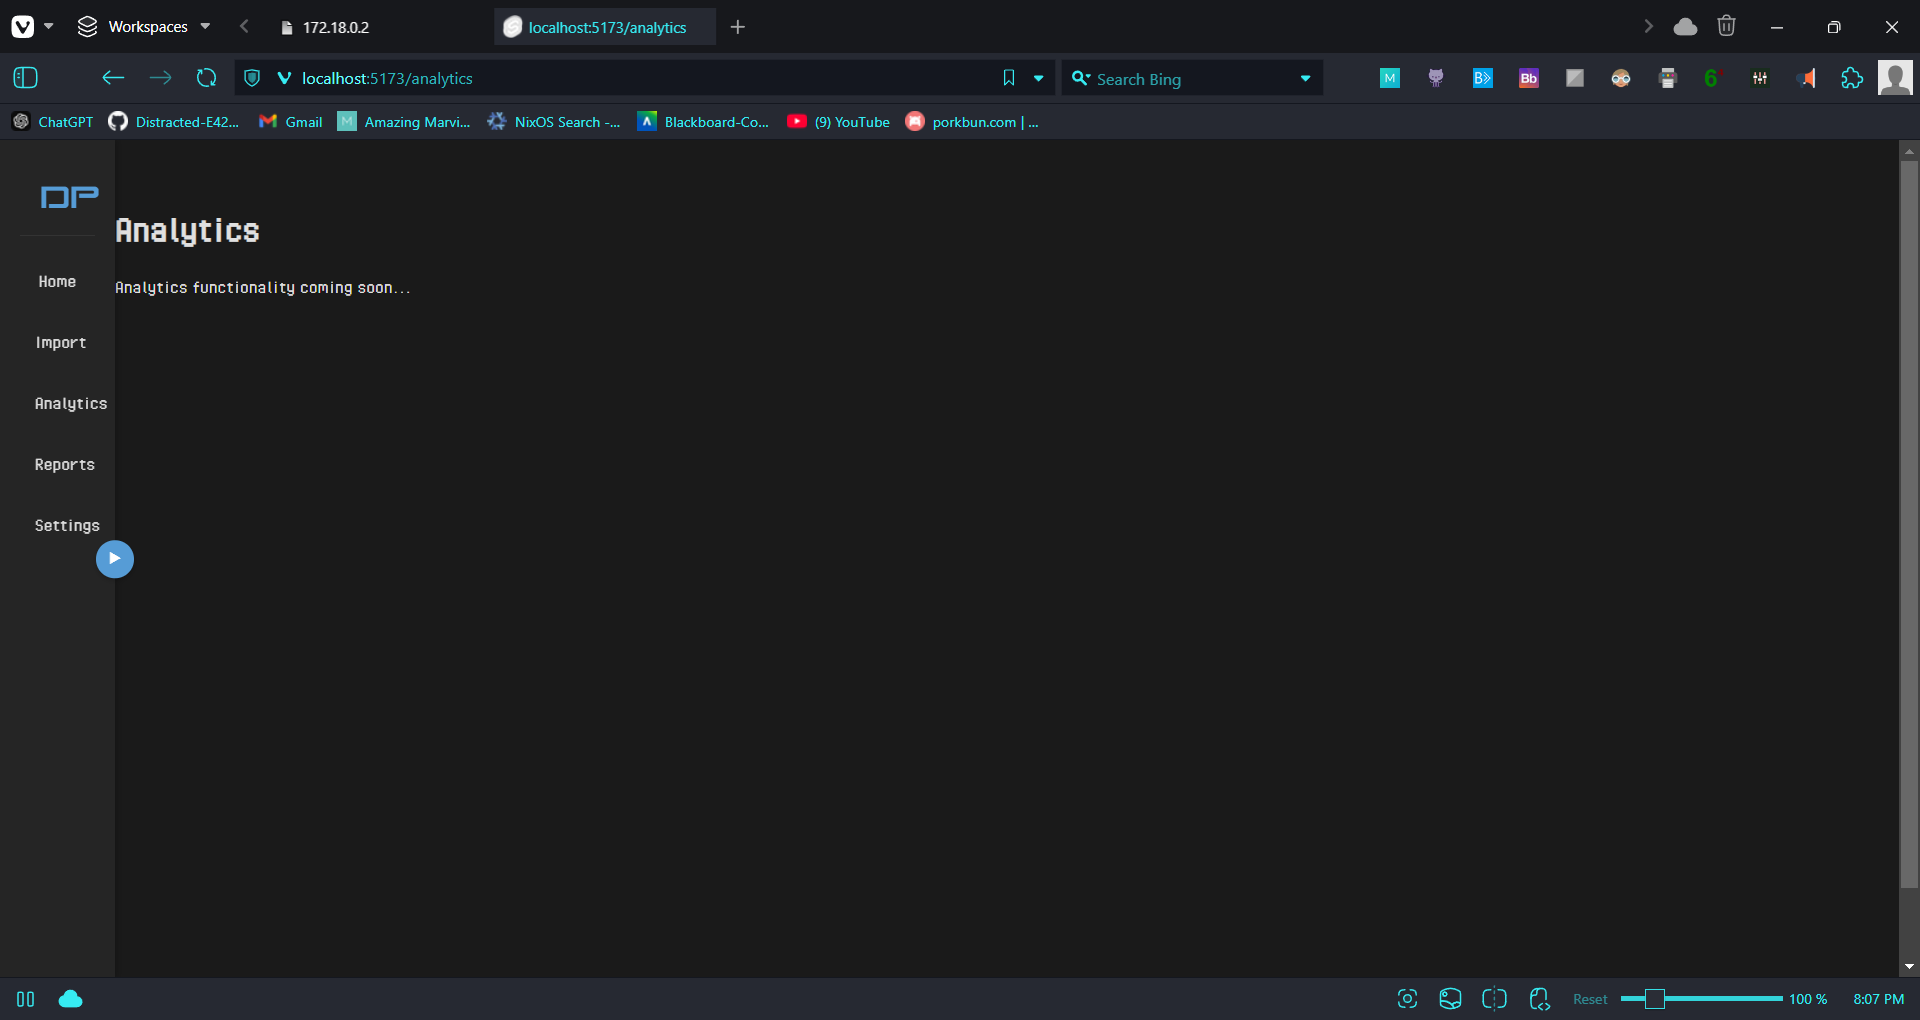 Workspaces
172.18.0.2
localhost:5173/analytics
localhost:5173/analytics
Search Bing
M
B
Bb
6
ChatGPT
Distracted-E42...
Gmail
M
Amazing Marvi...
NixOS Search -...
Blackboard-Co...
(9) YouTube
porkbun.com | ...
DP
Analytics
Analytics functionality coming soon...
Home
Import
Analytics
Reports
Settings
Reset
100 %
8:07 PM